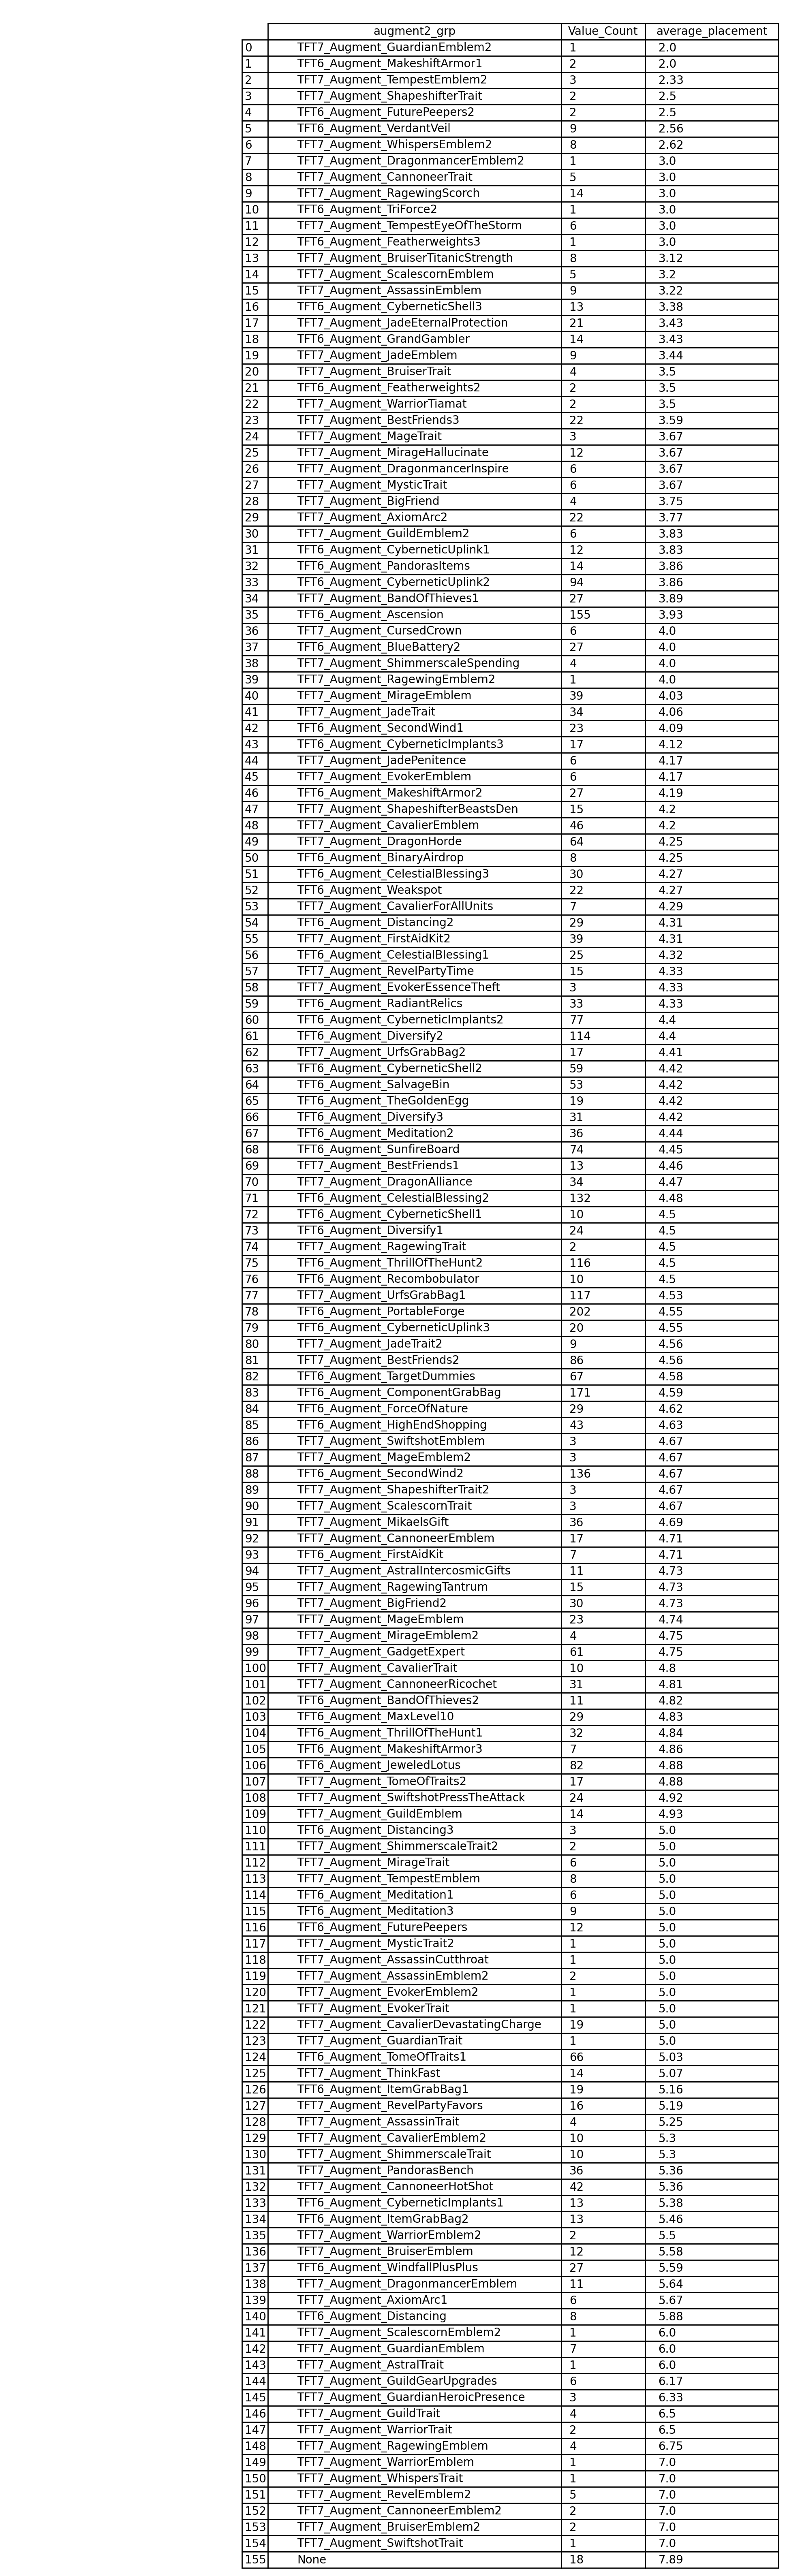 augment2_grp Value_Count average_placement
0 TFT7_Augment_GuardianEmblem2 1 2.0
1 TFT6_Augment_MakeshiftArmor1 2 2.0
2 TFT7_Augment_TempestEmblem2 3 2.33
3 TFT7_Augment_ShapeshifterTrait 2 2.5
4 TFT6_Augment_FuturePeepers2 2 2.5
5 TFT6_Augment_VerdantVeil 9 2.56
6 TFT7_Augment_WhispersEmblem2 8 2.62
7 TFT7_Augment_DragonmancerEmblem2 1 3.0
8 TFT7_Augment_CannoneerTrait 5 3.0
9 TFT7_Augment_RagewingScorch 14 3.0
10 TFT6_Augment_TriForce2 1 3.0
11 TFT7_Augment_TempestEyeOfTheStorm 6 3.0
12 TFT6_Augment_Featherweights3 1 3.0
13 TFT7_Augment_BruiserTitanicStrength 8 3.12
14 TFT7_Augment_ScalescornEmblem 5 3.2
15 TFT7_Augment_AssassinEmblem 9 3.22
16 TFT6_Augment_CyberneticShell3 13 3.38
17 TFT7_Augment_JadeEternalProtection 21 3.43
18 TFT6_Augment_GrandGambler 14 3.43
19 TFT7_Augment_JadeEmblem 9 3.44
20 TFT7_Augment_BruiserTrait 4 3.5
21 TFT6_Augment_Featherweights2 2 3.5
22 TFT7_Augment_WarriorTiamat 2 3.5
23 TFT7_Augment_BestFriends3 22 3.59
24 TFT7_Augment_MageTrait 3 3.67
25 TFT7_Augment_MirageHallucinate 12 3.67
26 TFT7_Augment_DragonmancerInspire 6 3.67
27 TFT7_Augment_MysticTrait 6 3.67
28 TFT7_Augment_BigFriend 4 3.75
29 TFT7_Augment_AxiomArc2 22 3.77
30 TFT7_Augment_GuildEmblem2 6 3.83
31 TFT6_Augment_CyberneticUplink1 12 3.83
32 TFT6_Augment_PandorasItems 14 3.86
33 TFT6_Augment_CyberneticUplink2 94 3.86
34 TFT7_Augment_BandOfThieves1 27 3.89
35 TFT6_Augment_Ascension 155 3.93
36 TFT7_Augment_CursedCrown 6 4.0
37 TFT6_Augment_BlueBattery2 27 4.0
38 TFT7_Augment_ShimmerscaleSpending 4 4.0
39 TFT7_Augment_RagewingEmblem2 1 4.0
40 TFT7_Augment_MirageEmblem 39 4.03
41 TFT7_Augment_JadeTrait 34 4.06
42 TFT6_Augment_SecondWind1 23 4.09
43 TFT6_Augment_CyberneticImplants3 17 4.12
44 TFT7_Augment_JadePenitence 6 4.17
45 TFT7_Augment_EvokerEmblem 6 4.17
46 TFT6_Augment_MakeshiftArmor2 27 4.19
47 TFT7_Augment_ShapeshifterBeastsDen 15 4.2
48 TFT7_Augment_CavalierEmblem 46 4.2
49 TFT7_Augment_DragonHorde 64 4.25
50 TFT6_Augment_BinaryAirdrop 8 4.25
51 TFT6_Augment_CelestialBlessing3 30 4.27
52 TFT6_Augment_Weakspot 22 4.27
53 TFT7_Augment_CavalierForAllUnits 7 4.29
54 TFT6_Augment_Distancing2 29 4.31
55 TFT7_Augment_FirstAidKit2 39 4.31
56 TFT6_Augment_CelestialBlessing1 25 4.32
57 TFT7_Augment_RevelPartyTime 15 4.33
58 TFT7_Augment_EvokerEssenceTheft 3 4.33
59 TFT6_Augment_RadiantRelics 33 4.33
60 TFT6_Augment_CyberneticImplants2 77 4.4
61 TFT6_Augment_Diversify2 114 4.4
62 TFT7_Augment_UrfsGrabBag2 17 4.41
63 TFT6_Augment_CyberneticShell2 59 4.42
64 TFT6_Augment_SalvageBin 53 4.42
65 TFT6_Augment_TheGoldenEgg 19 4.42
66 TFT6_Augment_Diversify3 31 4.42
67 TFT6_Augment_Meditation2 36 4.44
68 TFT6_Augment_SunfireBoard 74 4.45
69 TFT7_Augment_BestFriends1 13 4.46
70 TFT7_Augment_DragonAlliance 34 4.47
71 TFT6_Augment_CelestialBlessing2 132 4.48
72 TFT6_Augment_CyberneticShell1 10 4.5
73 TFT6_Augment_Diversify1 24 4.5
74 TFT7_Augment_RagewingTrait 2 4.5
75 TFT6_Augment_ThrillOfTheHunt2 116 4.5
76 TFT6_Augment_Recombobulator 10 4.5
77 TFT7_Augment_UrfsGrabBag1 117 4.53
78 TFT6_Augment_PortableForge 202 4.55
79 TFT6_Augment_CyberneticUplink3 20 4.55
80 TFT7_Augment_JadeTrait2 9 4.56
81 TFT7_Augment_BestFriends2 86 4.56
82 TFT6_Augment_TargetDummies 67 4.58
83 TFT6_Augment_ComponentGrabBag 171 4.59
84 TFT6_Augment_ForceOfNature 29 4.62
85 TFT6_Augment_HighEndShopping 43 4.63
86 TFT7_Augment_SwiftshotEmblem 3 4.67
87 TFT7_Augment_MageEmblem2 3 4.67
88 TFT6_Augment_SecondWind2 136 4.67
89 TFT7_Augment_ShapeshifterTrait2 3 4.67
90 TFT7_Augment_ScalescornTrait 3 4.67
91 TFT7_Augment_MikaelsGift 36 4.69
92 TFT7_Augment_CannoneerEmblem 17 4.71
93 TFT6_Augment_FirstAidKit 7 4.71
94 TFT7_Augment_AstralIntercosmicGifts 11 4.73
95 TFT7_Augment_RagewingTantrum 15 4.73
96 TFT7_Augment_BigFriend2 30 4.73
97 TFT7_Augment_MageEmblem 23 4.74
98 TFT7_Augment_MirageEmblem2 4 4.75
99 TFT7_Augment_GadgetExpert 61 4.75
100 TFT7_Augment_CavalierTrait 10 4.8
101 TFT7_Augment_CannoneerRicochet 31 4.81
102 TFT6_Augment_BandOfThieves2 11 4.82
103 TFT6_Augment_MaxLevel10 29 4.83
104 TFT6_Augment_ThrillOfTheHunt1 32 4.84
105 TFT6_Augment_MakeshiftArmor3 7 4.86
106 TFT6_Augment_JeweledLotus 82 4.88
107 TFT7_Augment_TomeOfTraits2 17 4.88
108 TFT7_Augment_SwiftshotPressTheAttack 24 4.92
109 TFT7_Augment_GuildEmblem 14 4.93
110 TFT6_Augment_Distancing3 3 5.0
111 TFT7_Augment_ShimmerscaleTrait2 2 5.0
112 TFT7_Augment_MirageTrait 6 5.0
113 TFT7_Augment_TempestEmblem 8 5.0
114 TFT6_Augment_Meditation1 6 5.0
115 TFT6_Augment_Meditation3 9 5.0
116 TFT6_Augment_FuturePeepers 12 5.0
117 TFT7_Augment_MysticTrait2 1 5.0
118 TFT7_Augment_AssassinCutthroat 1 5.0
119 TFT7_Augment_AssassinEmblem2 2 5.0
120 TFT7_Augment_EvokerEmblem2 1 5.0
121 TFT7_Augment_EvokerTrait 1 5.0
122 TFT7_Augment_CavalierDevastatingCharge 19 5.0
123 TFT7_Augment_GuardianTrait 1 5.0
124 TFT6_Augment_TomeOfTraits1 66 5.03
125 TFT7_Augment_ThinkFast 14 5.07
126 TFT6_Augment_ItemGrabBag1 19 5.16
127 TFT7_Augment_RevelPartyFavors 16 5.19
128 TFT7_Augment_AssassinTrait 4 5.25
129 TFT7_Augment_CavalierEmblem2 10 5.3
130 TFT7_Augment_ShimmerscaleTrait 10 5.3
131 TFT7_Augment_PandorasBench 36 5.36
132 TFT7_Augment_CannoneerHotShot 42 5.36
133 TFT6_Augment_CyberneticImplants1 13 5.38
134 TFT6_Augment_ItemGrabBag2 13 5.46
135 TFT7_Augment_WarriorEmblem2 2 5.5
136 TFT7_Augment_BruiserEmblem 12 5.58
137 TFT6_Augment_WindfallPlusPlus 27 5.59
138 TFT7_Augment_DragonmancerEmblem 11 5.64
139 TFT7_Augment_AxiomArc1 6 5.67
140 TFT6_Augment_Distancing 8 5.88
141 TFT7_Augment_ScalescornEmblem2 1 6.0
142 TFT7_Augment_GuardianEmblem 7 6.0
143 TFT7_Augment_AstralTrait 1 6.0
144 TFT7_Augment_GuildGearUpgrades 6 6.17
145 TFT7_Augment_GuardianHeroicPresence 3 6.33
146 TFT7_Augment_GuildTrait 4 6.5
147 TFT7_Augment_WarriorTrait 2 6.5
148 TFT7_Augment_RagewingEmblem 4 6.75
149 TFT7_Augment_WarriorEmblem 1 7.0
150 TFT7_Augment_WhispersTrait 1 7.0
151 TFT7_Augment_RevelEmblem2 5 7.0
152 TFT7_Augment_CannoneerEmblem2 2 7.0
153 TFT7_Augment_BruiserEmblem2 2 7.0
154 TFT7_Augment_SwiftshotTrait 1 7.0
155 None 18 7.89